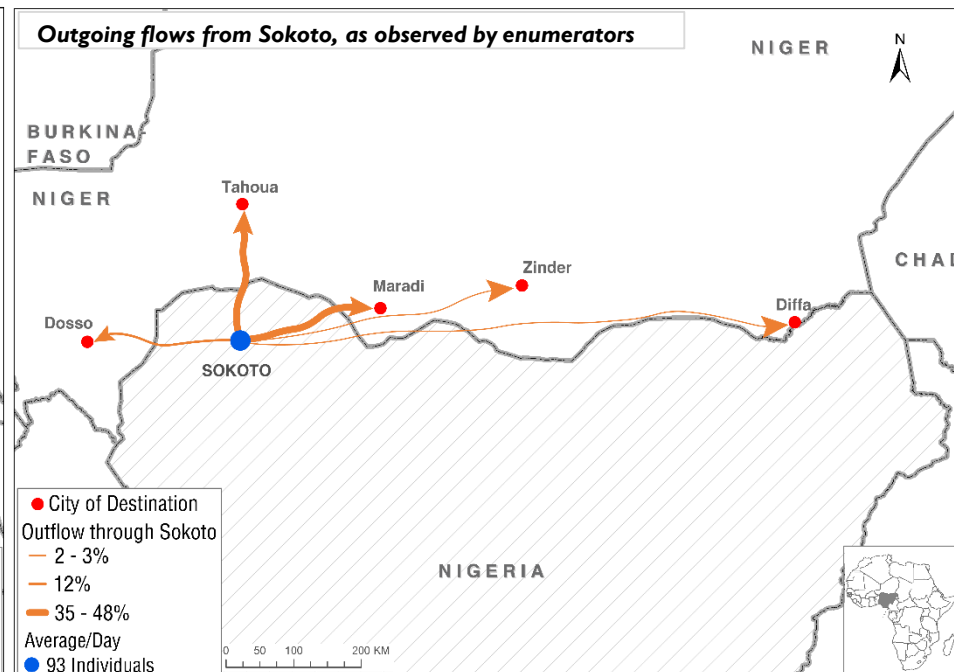 Outgoing flows from Sokoto, as observed by enumerators
NIGER
N
BURKINA
FASO
NIGER
Tahoua
CHAD
Zinder
Maradi
Diffa
Dosso
SOKOTO
City of Destination
Outflow through Sokoto
2 - 3%
12%
35 - 48%
Average/Day
93 Individuals
NIGERIA
0 50 100 200 KM